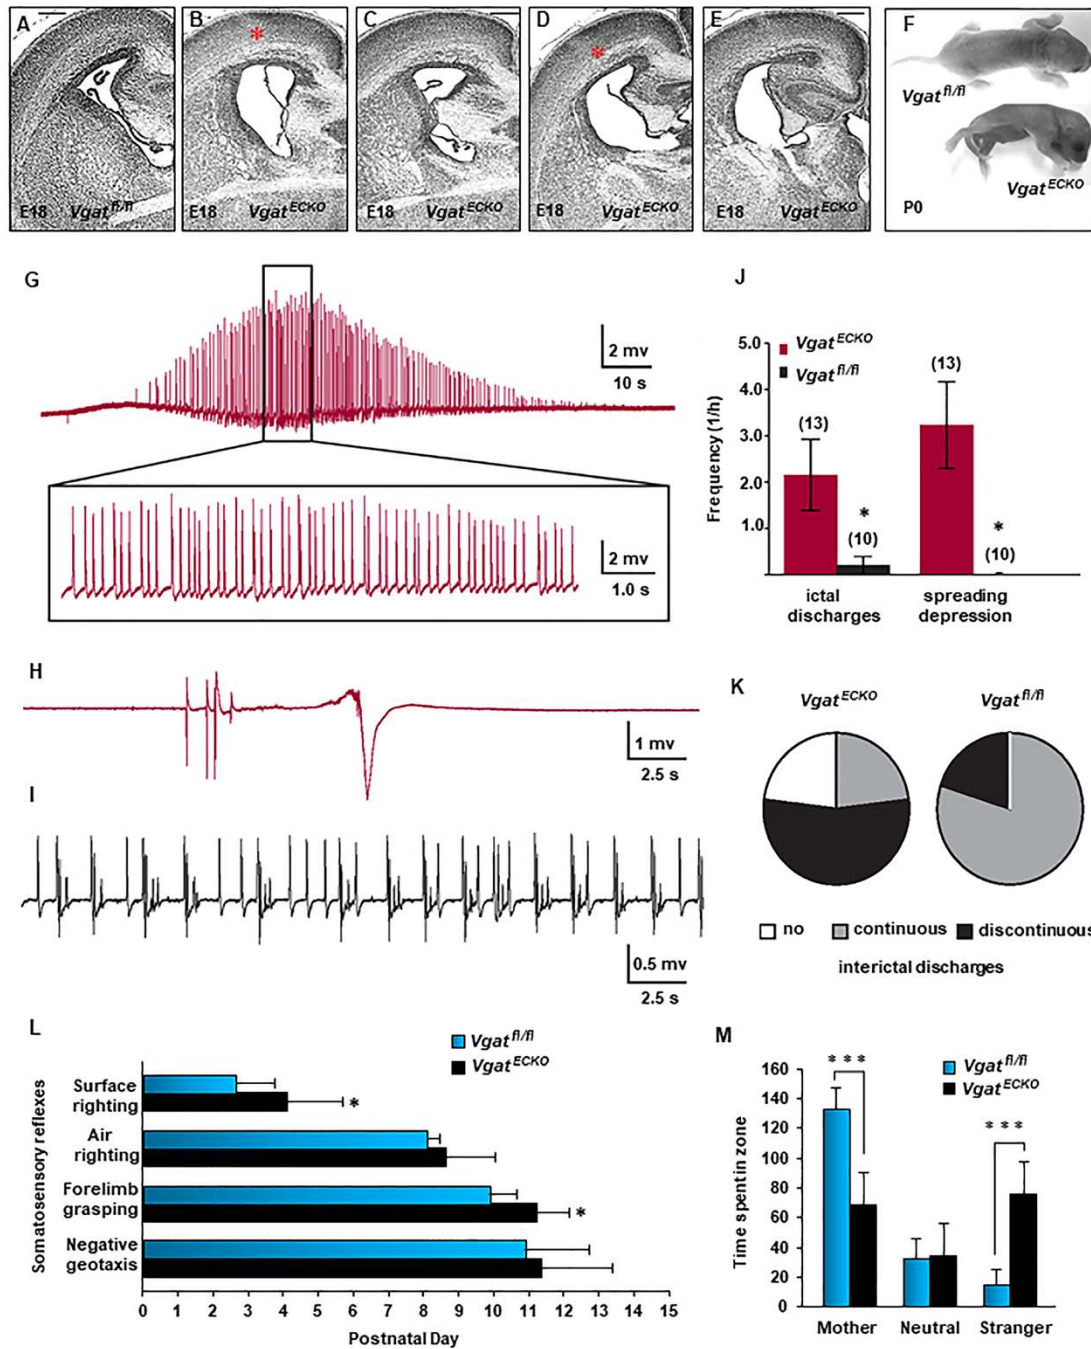 A B C D E F
E18 Vgat fl/fl
E18 Vgat ECKO
E18 Vgat ECKO
E18 Vgat ECKO
E18 Vgat ECKO
Vgat fl/fl
Vgat ECKO
P0
G
2 mv
10 s
2 mv
1.0 s
J
Vgat ECKO
Vgat fl/fl
Frequency (1/h)
5.0
4.0
3.0
2.0
1.0
(13)
*
(10)
(13)
*
(10)
ictal discharges
spreading depression
H
1 mv
2.5 s
I
0.5 mv
2.5 s
K
Vgat ECKO
Vgat fl/fl
no continuous discontinuous
interictal discharges
L
Vgat fl/fl
Vgat ECKO
Somatosensory reflexes
Surface righting
*
Air righting
Forelimb grasping
*
Negative geotaxis
0 1 2 3 4 5 6 7 8 9 10 11 12 13 14 15
Postnatal Day
M
Vgat fl/fl
Vgat ECKO
***
***
Time spentin zone
160
140
120
100
80
60
40
20
0
Mother Neutral Stranger